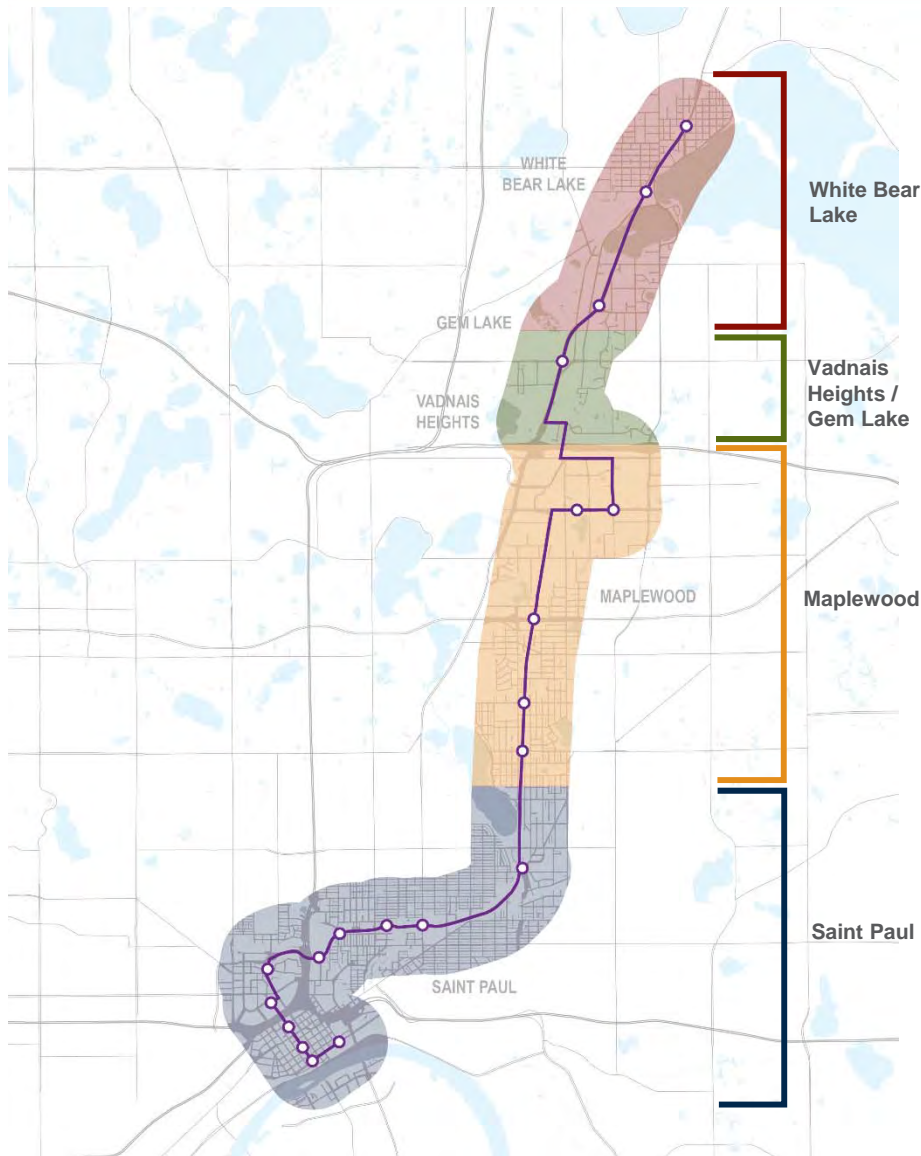 WHITE
BEAR LAKE
White Bear
Lake
GEM LAKE
VADNAIS
HEIGHTS
Vadnais
Heights /
Gem Lake
MAPLEWOOD
Maplewood
Saint Paul
SAINT PAUL